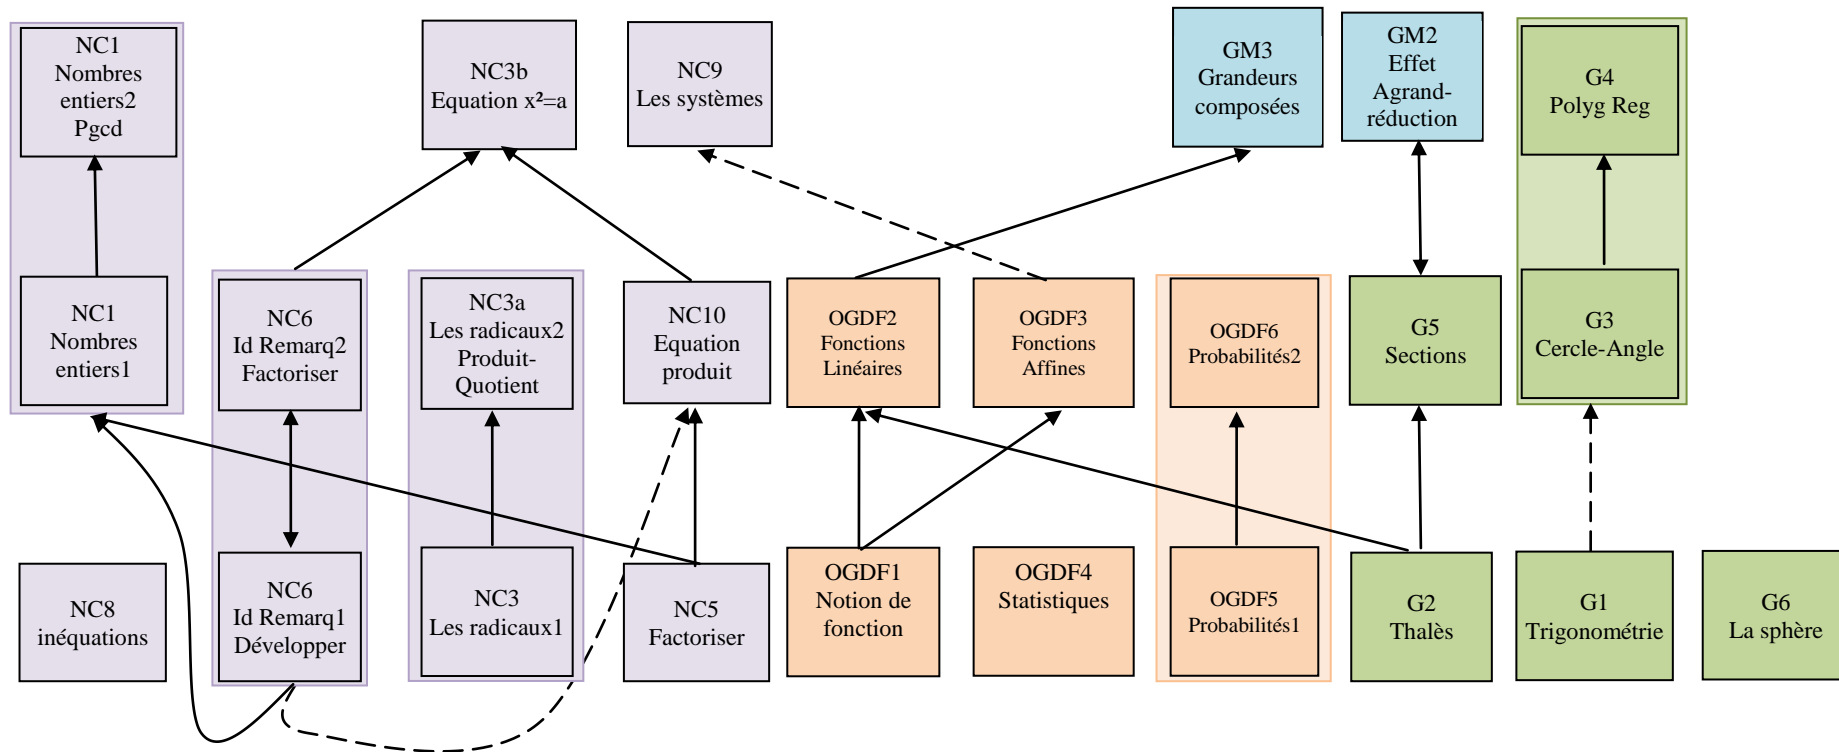 NC1
Nombres
entiers2
Pgcd
NC3b
Equation x²=a
NC9
Les systèmes
GM3
Grandeurs
composées
GM2
Effet
Agrand-
réduction
G4
Polyg Reg
NC1
Nombres
entiers1
NC6
Id Remarq2
Factoriser
NC3a
Les radicaux2
Produit-
Quotient
NC10
Equation
produit
OGDF2
Fonctions
Linéaires
OGDF3
Fonctions
Affines
OGDF6
Probabilités2
G5
Sections
G3
Cercle-Angle
NC8
inéquations
NC6
Id Remarq1
Développer
NC3
Les radicaux1
NC5
Factoriser
OGDF1
Notion de
fonction
OGDF4
Statistiques
OGDF5
Probabilités1
G2
Thalès
G1
Trigonométrie
G6
La sphère